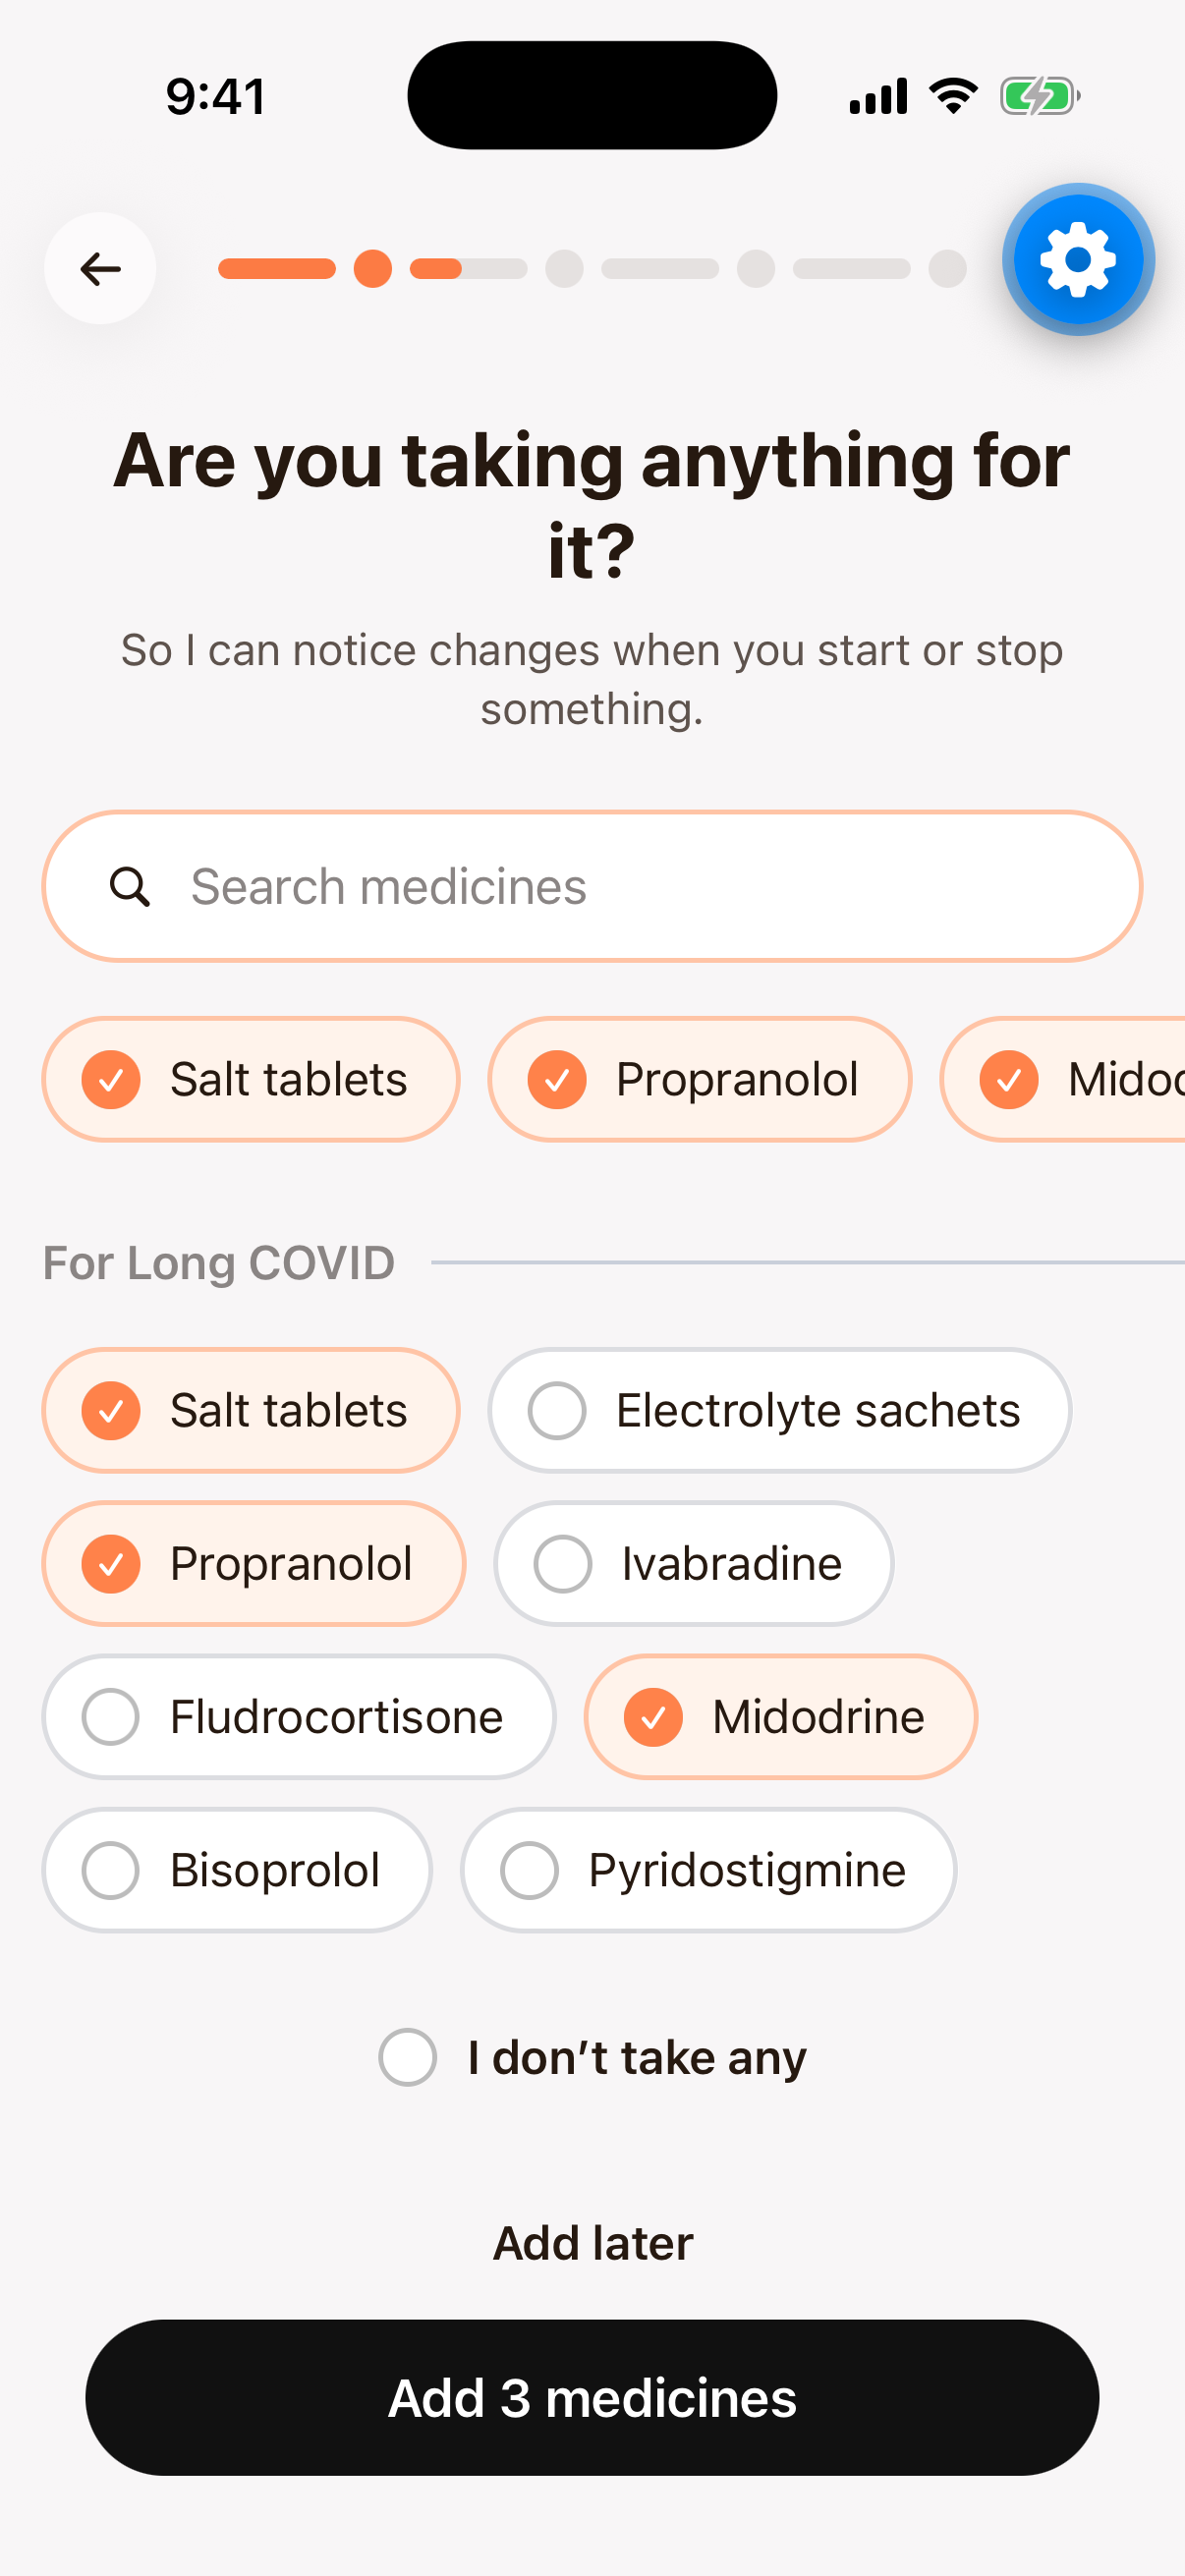 9:41
Are you taking anything for
it?
So I can notice changes when you start or stop
something.
Search medicines
Salt tablets Propranolol
For Long COVID
Salt tablets Electrolyte sachets
Propranolol Ivabradine
Fludrocortisone Midodrine
Bisoprolol Pyridostigmine
I don’t take any
Add later
Add 3 medicines